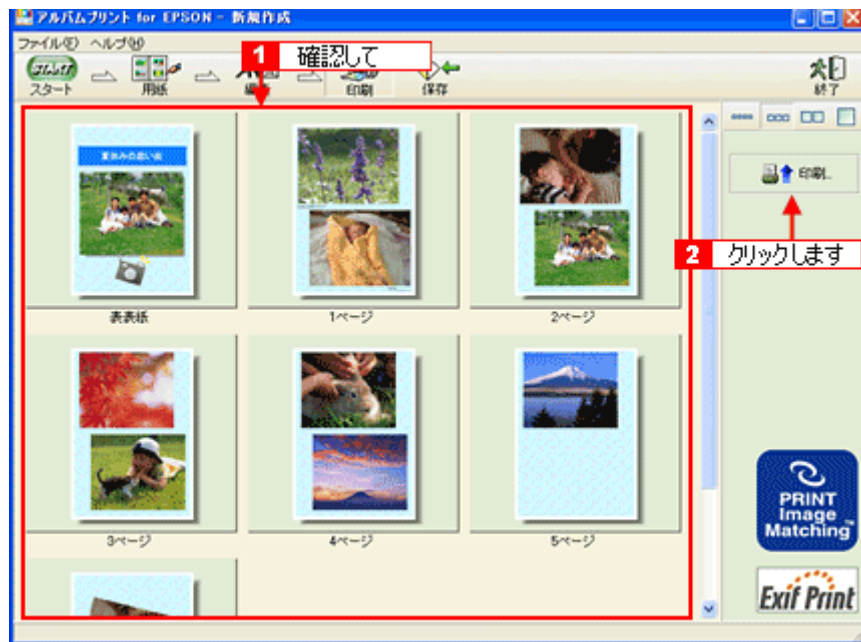 アルバムプリント for EPSON - 新規作成
ファイル(F) ヘルプ(H)
1 確認して
START
スタート
用紙
印刷
保存
終了
夏休みの思い出
印刷...
2 クリックします
表表紙
1ページ
2ページ
3ページ
4ページ
5ページ
PRINT
Image
Matching™
Exif Print